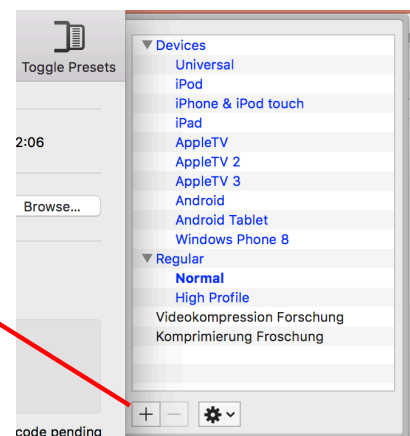 Toggle Presets
2:06
Browse...
code pending
Devices
Universal
iPod
iPhone & iPod touch
iPad
AppleTV
AppleTV 2
AppleTV 3
Android
Android Tablet
Windows Phone 8
Regular
Normal
High Profile
Videokompression Forschung
Komprimierung Froschung